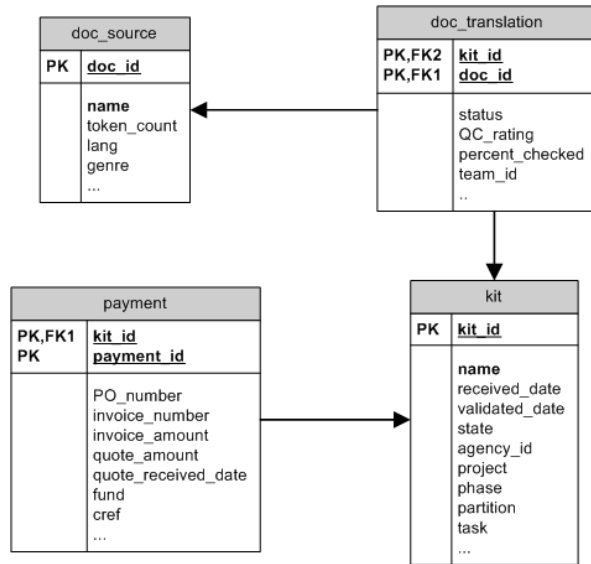 doc_source
PK doc_id
name
token_count
lang
genre
...
doc_translation
PK,FK2 kit_id
PK,FK1 doc_id
status
QC_rating
percent_checked
team_id
..
payment
PK,FK1 kit_id
PK payment_id
PO_number
invoice_number
invoice_amount
quote_amount
quote_received_date
fund
cref
...
kit
PK kit_id
name
received_date
validated_date
state
agency_id
project
phase
partition
task
...